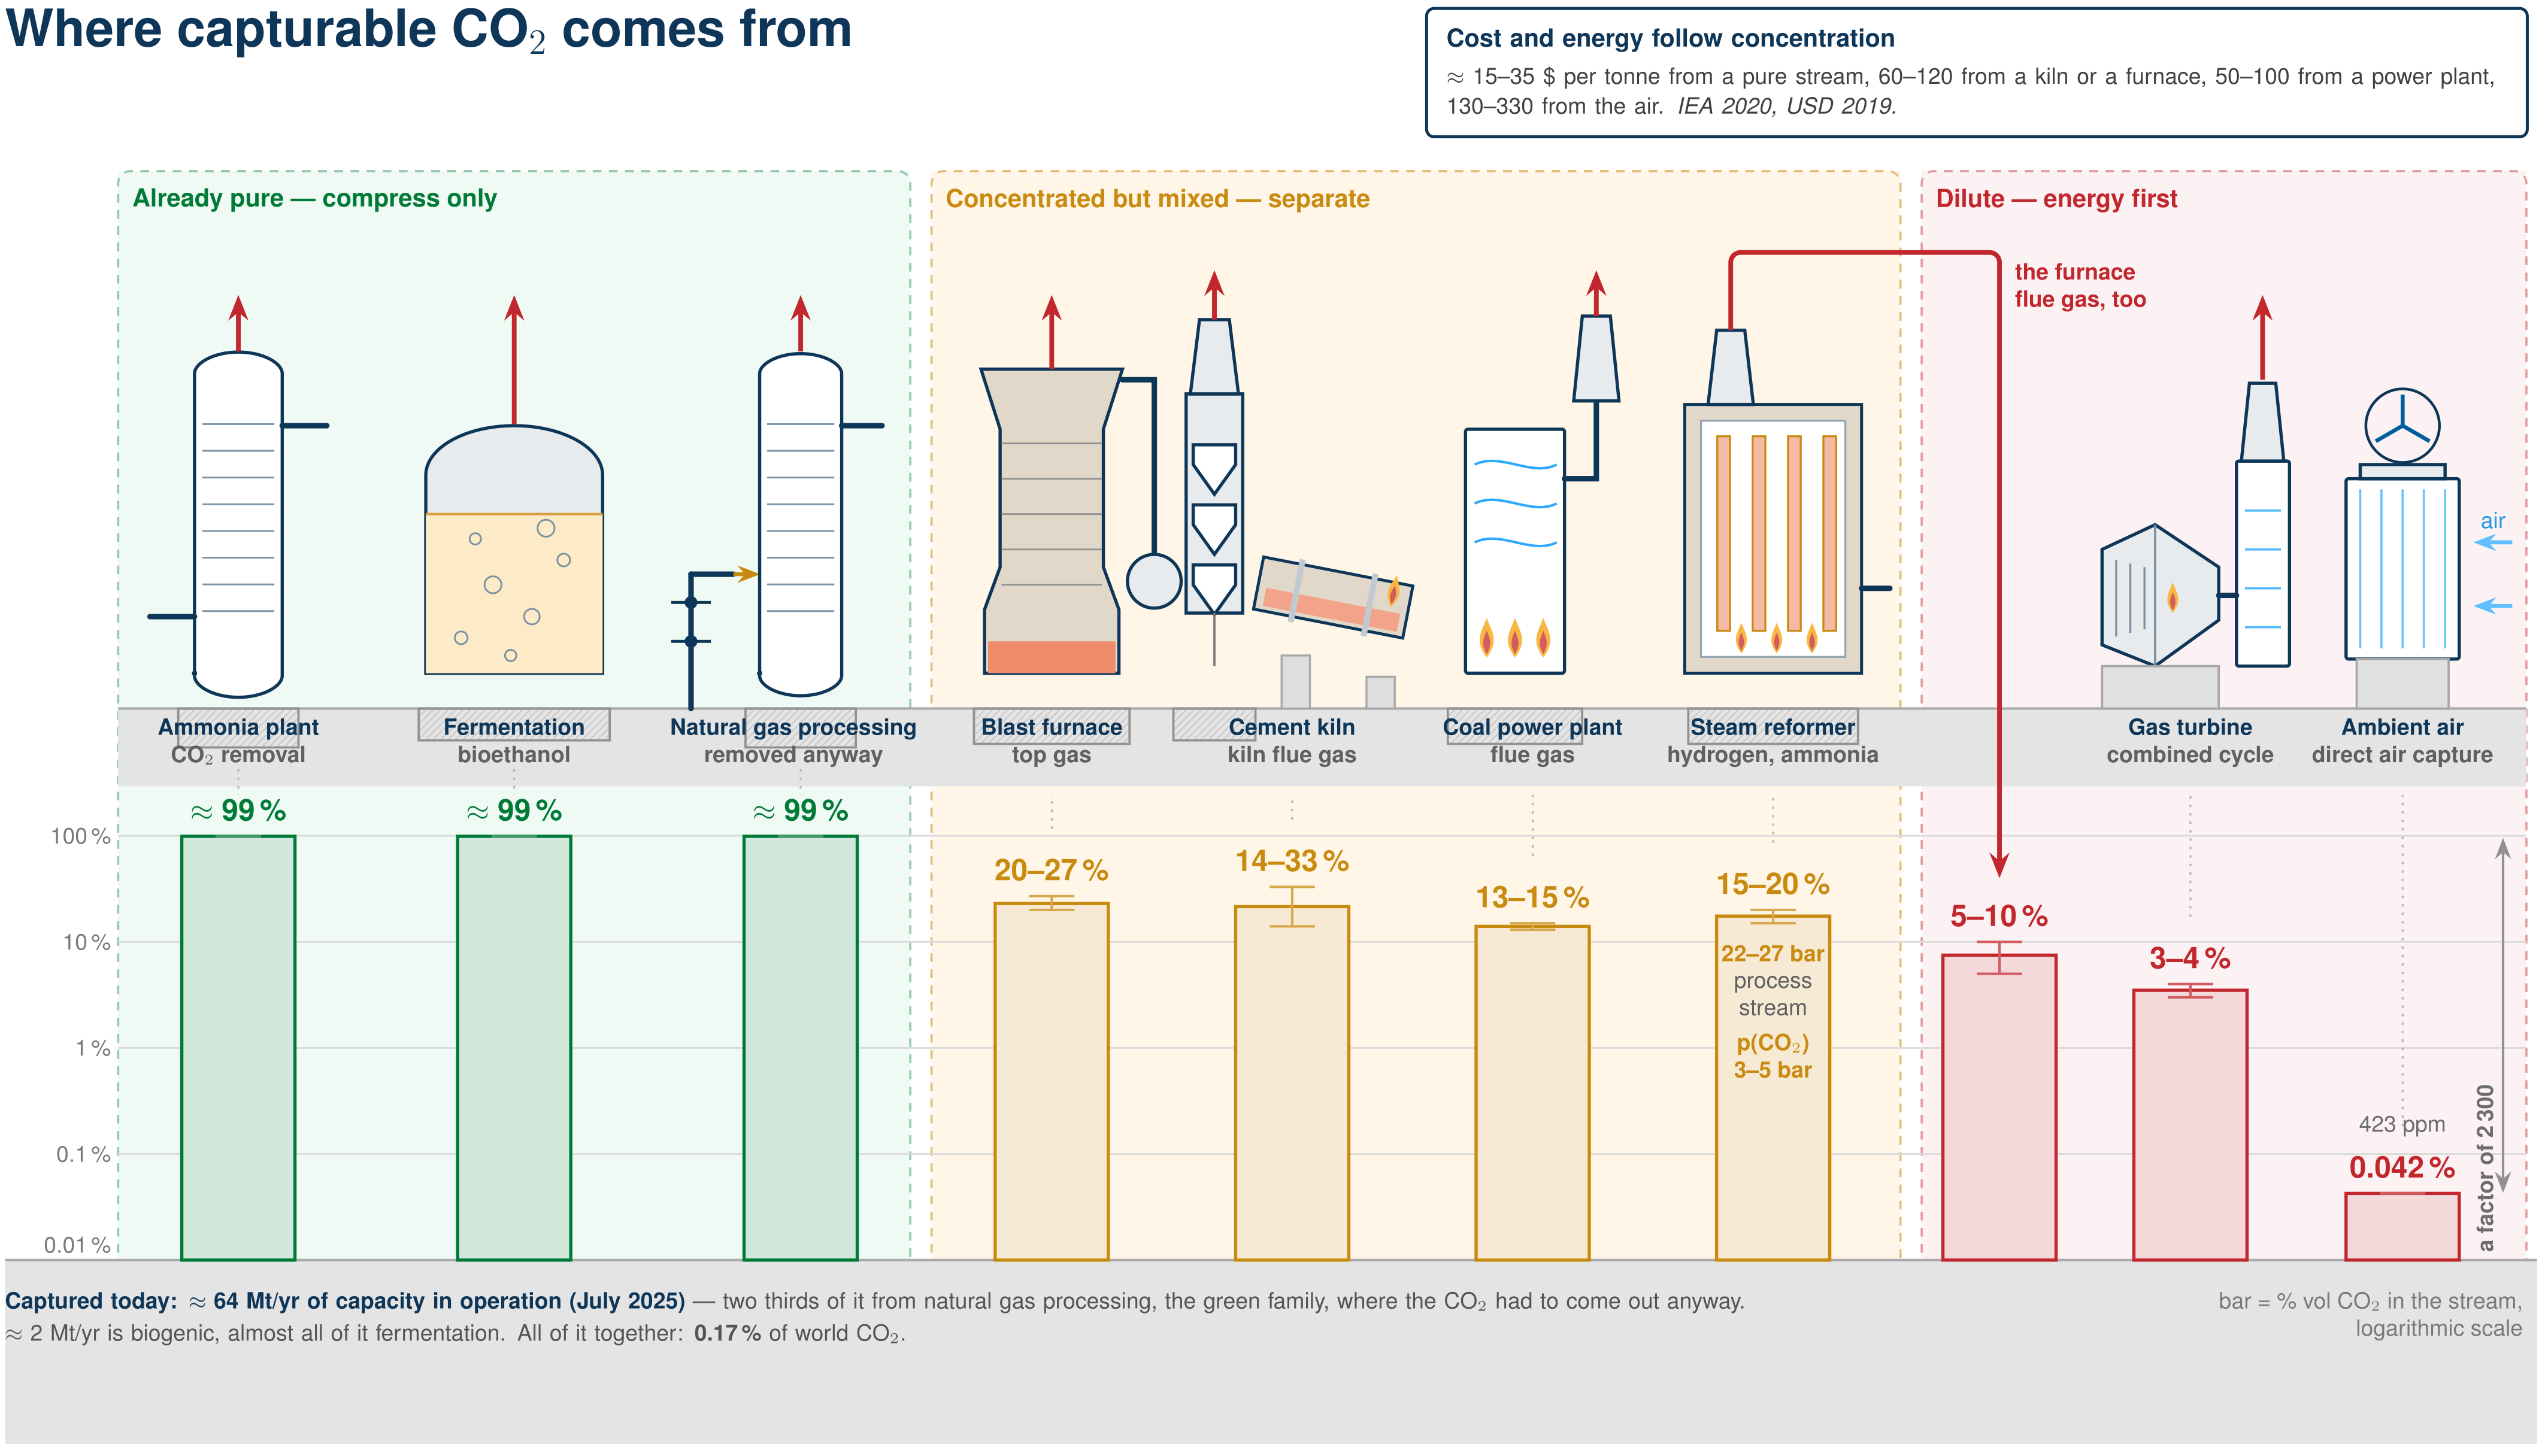 Where capturable CO₂ comes from
Cost and energy follow concentration
≈ 15–35 $ per tonne from a pure stream, 60–120 from a kiln or a furnace, 50–100 from a power plant,
130–330 from the air. IEA 2020, USD 2019.
Already pure — compress only
Concentrated but mixed — separate
Dilute — energy first
the furnace
flue gas, too
air
Ammonia plant
CO₂ removal
Fermentation
bioethanol
Natural gas processing
removed anyway
Blast furnace
top gas
Cement kiln
kiln flue gas
Coal power plant
flue gas
Steam reformer
hydrogen, ammonia
Gas turbine
combined cycle
Ambient air
direct air capture
≈ 99 %
≈ 99 %
≈ 99 %
20–27 %
14–33 %
13–15 %
15–20 %
5–10 %
3–4 %
22–27 bar
process
stream
p(CO₂)
3–5 bar
423 ppm
0.042 %
a factor of 2 300
100 %
10 %
1 %
0.1 %
0.01 %
Captured today: ≈ 64 Mt/yr of capacity in operation (July 2025) — two thirds of it from natural gas processing, the green family, where the CO₂ had to come out anyway.
≈ 2 Mt/yr is biogenic, almost all of it fermentation. All of it together: 0.17 % of world CO₂.
bar = % vol CO₂ in the stream,
logarithmic scale